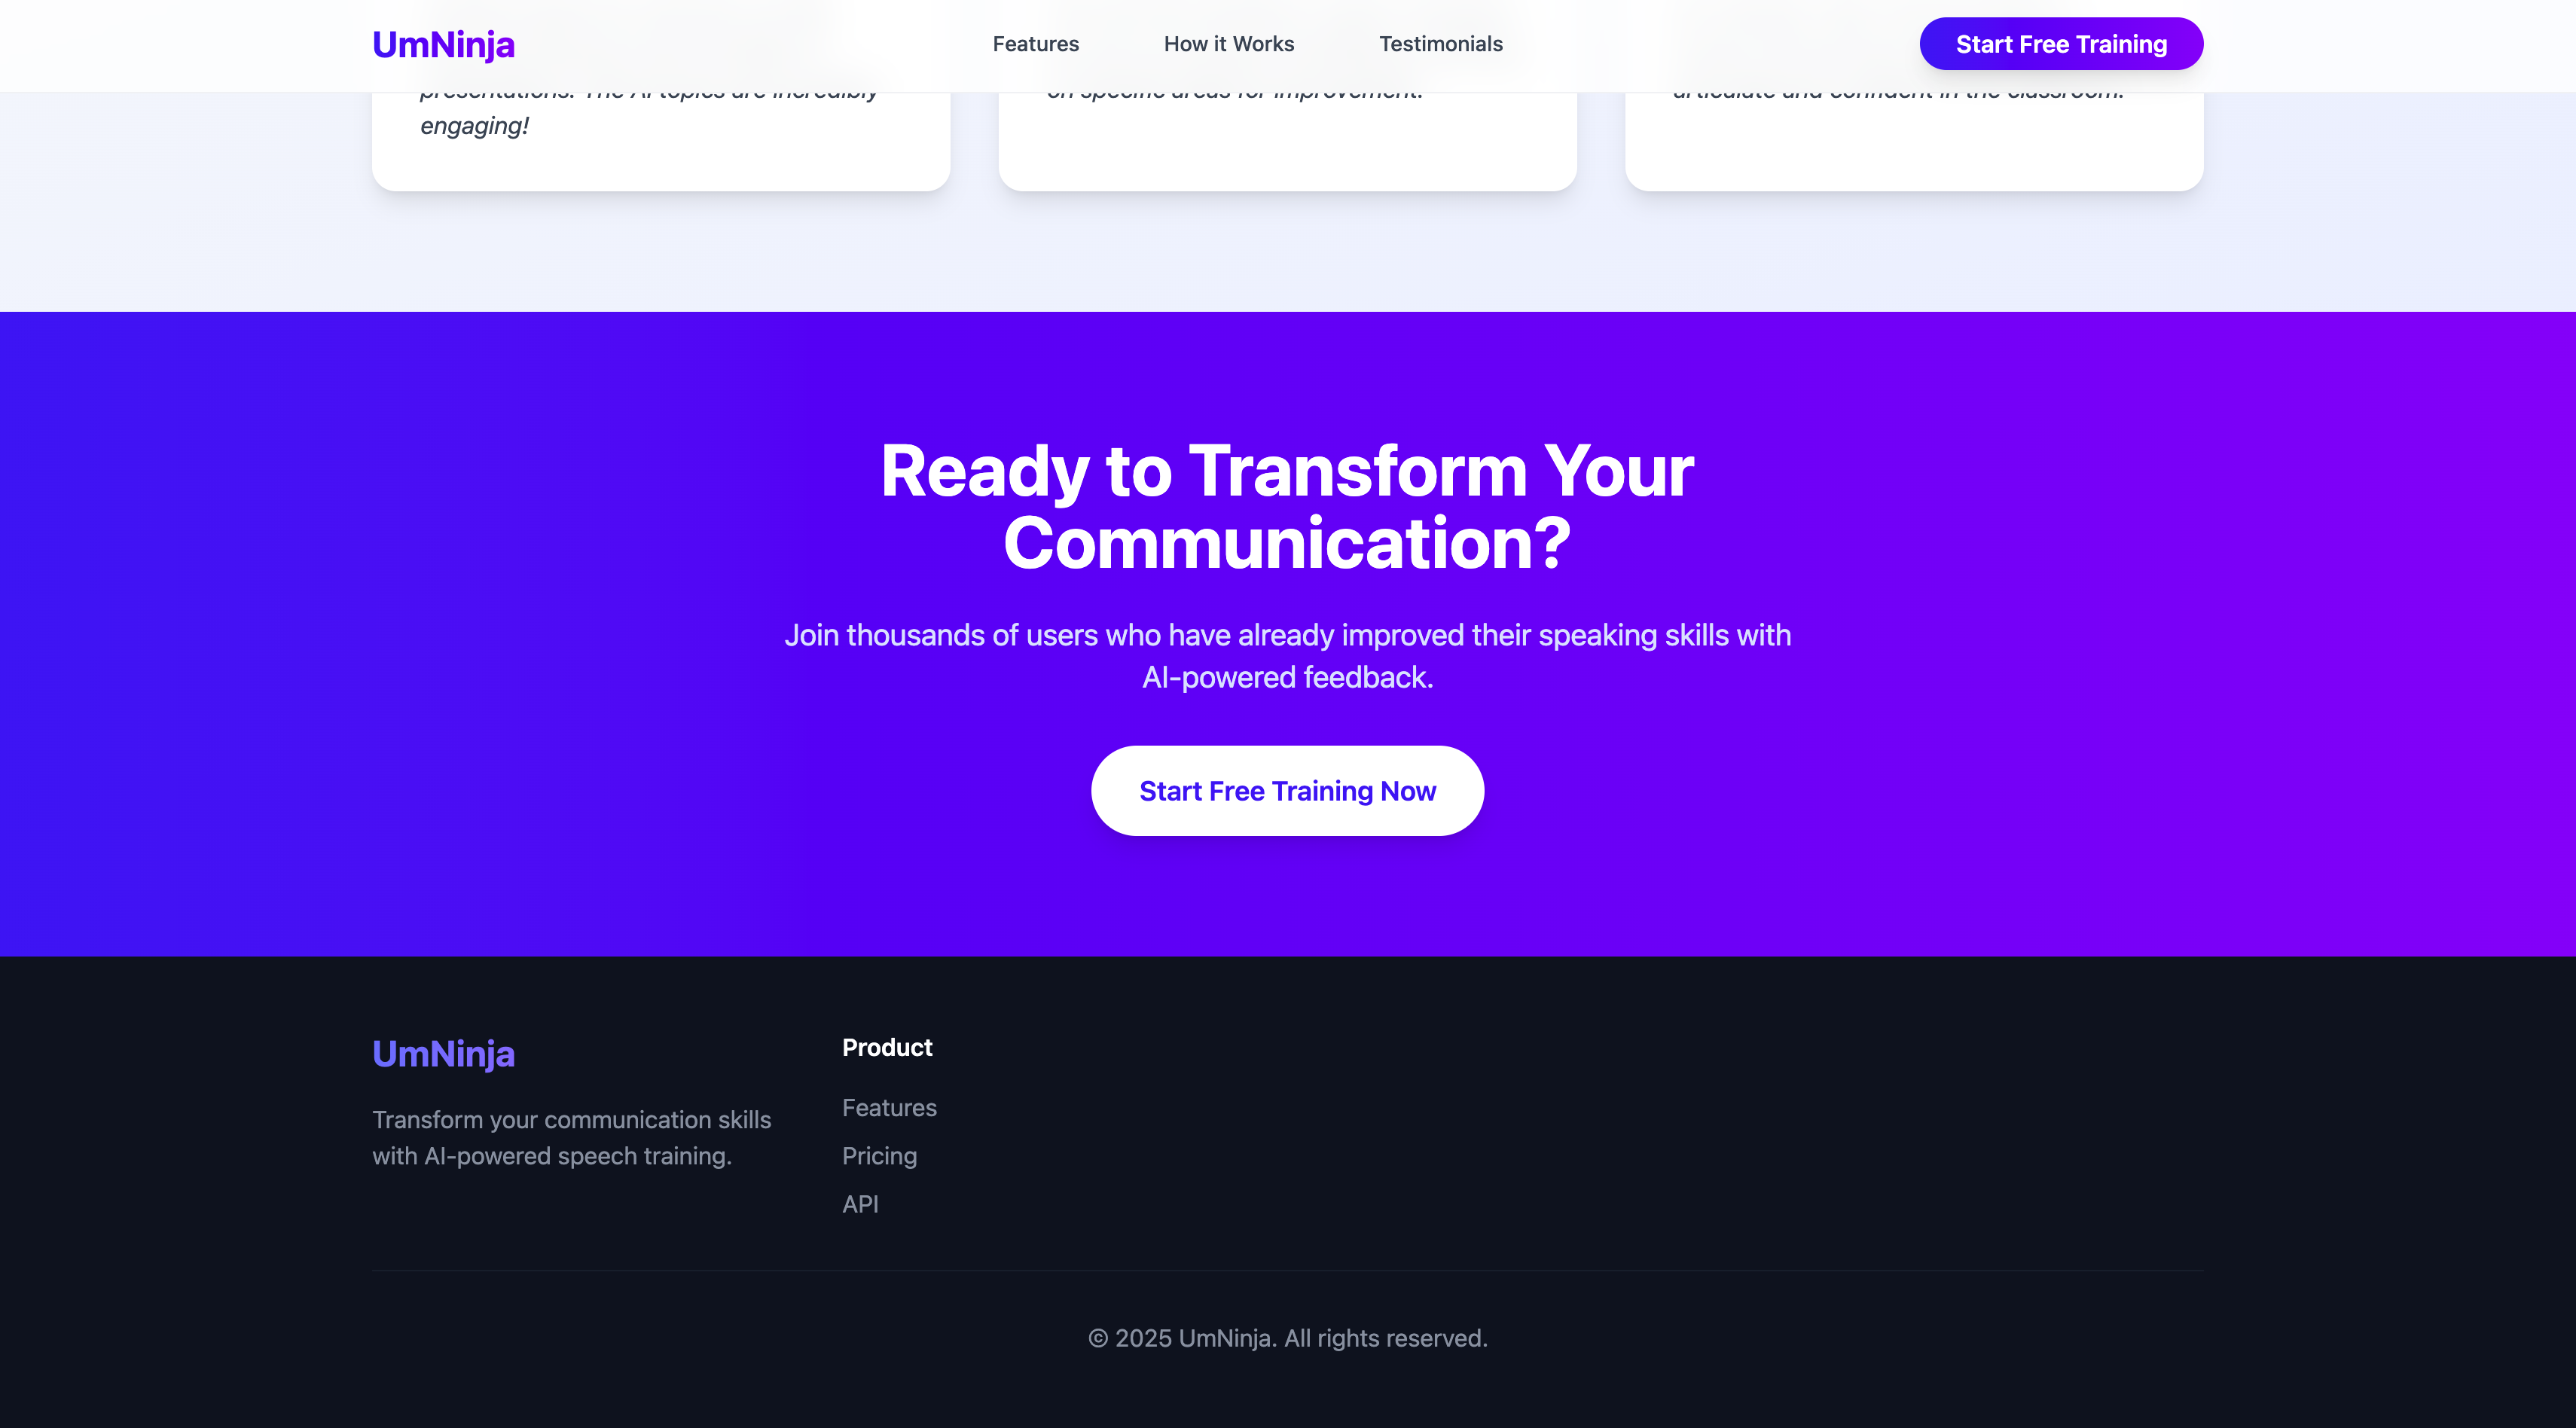 UmNinja
Features
How it Works
Testimonials
Start Free Training
presentations. The AI topics are incredibly
engaging!
on specific areas for improvement.
articulate and confident in the classroom.
Ready to Transform Your
Communication?
Join thousands of users who have already improved their speaking skills with
AI-powered feedback.
Start Free Training Now
UmNinja
Transform your communication skills
with AI-powered speech training.
Product
Features
Pricing
API
© 2025 UmNinja. All rights reserved.